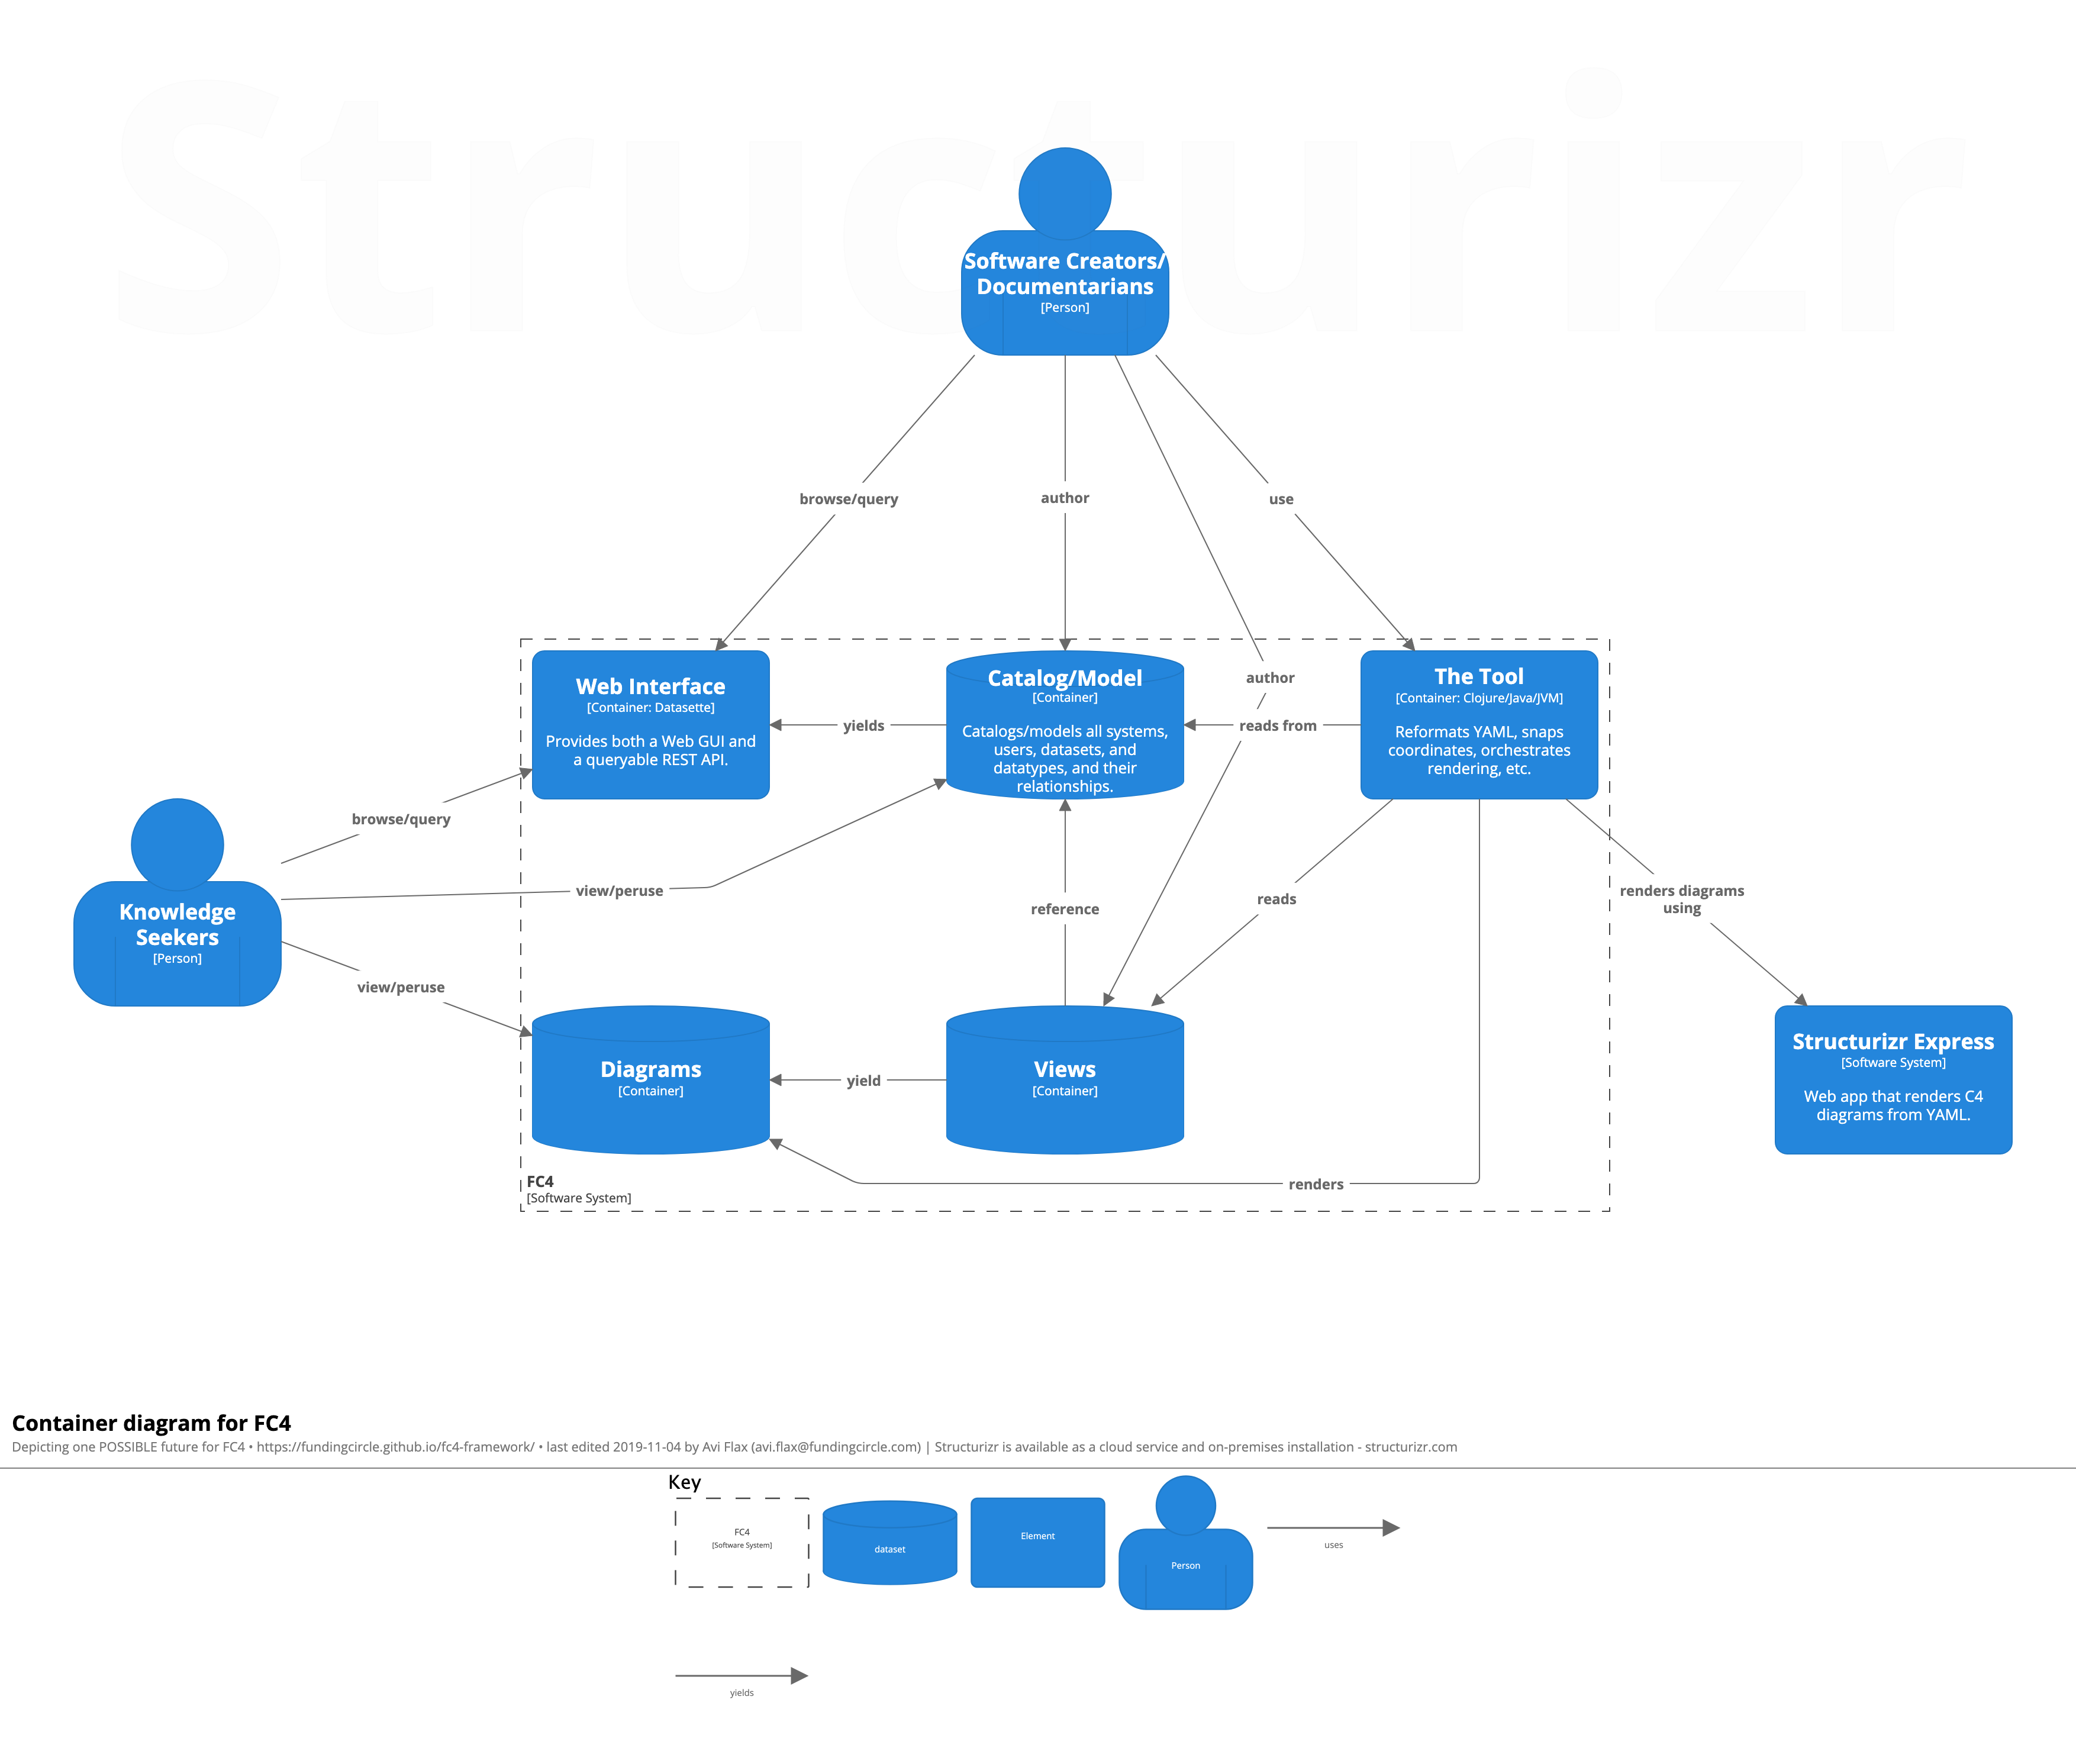 Structurizr
Software Creators/
Documentarians
[Person]
browse/query
author
use
Web Interface
[Container: Datasette]
Provides both a Web GUI and
a queryable REST API.
yields
Catalog/Model
[Container]
Catalogs/models all systems,
users, datasets, and
datatypes, and their
relationships.
author
reads from
The Tool
[Container: Clojure/Java/JVM]
Reformats YAML, snaps
coordinates, orchestrates
rendering, etc.
browse/query
view/peruse
Knowledge
Seekers
[Person]
view/peruse
reference
reads
renders diagrams
using
Diagrams
[Container]
yield
Views
[Container]
Structurizr Express
[Software System]
Web app that renders C4
diagrams from YAML.
renders
FC4
[Software System]
Container diagram for FC4
Depicting one POSSIBLE future for FC4 • https://fundingcircle.github.io/fc4-framework/ • last edited 2019-11-04 by Avi Flax (avi.flax@fundingcircle.com) | Structurizr is available as a cloud service and on-premises installation - structurizr.com
Key
FC4
[Software System]
dataset
Element
Person
uses
yields